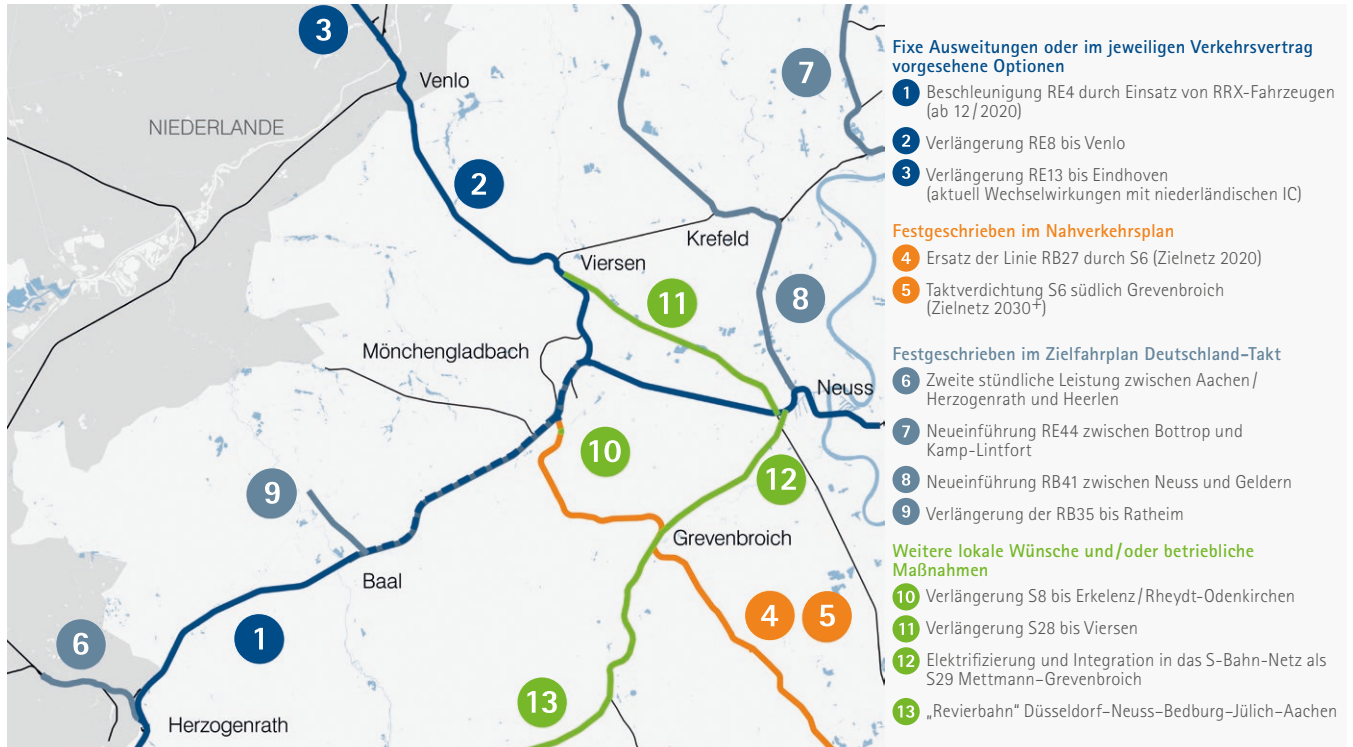 3
Venlo
NIEDERLANDE
7
2
Krefeld
Viersen
11
8
Mönchengladbach
Neuss
10
12
9
Grevenbroich
Baal
4
5
1
6
13
Herzogenrath
Fixe Ausweitungen oder im jeweiligen Verkehrsvertrag
vorgesehene Optionen
1 Beschleunigung RE4 durch Einsatz von RRX-Fahrzeugen
(ab 12/2020)
2 Verlängerung RE8 bis Venlo
3 Verlängerung RE13 bis Eindhoven
(aktuell Wechselwirkungen mit niederländischen IC)
Festgeschrieben im Nahverkehrsplan
4 Ersatz der Linie RB27 durch S6 (Zielnetz 2020)
5 Taktverdichtung S6 südlich Grevenbroich
(Zielnetz 2030+)
Festgeschrieben im Zielfahrplan Deutschland-Takt
6 Zweite stündliche Leistung zwischen Aachen/
Herzogenrath und Heerlen
7 Neueinführung RE44 zwischen Bottrop und
Kamp-Lintfort
8 Neueinführung RB41 zwischen Neuss und Geldern
9 Verlängerung der RB35 bis Ratheim
Weitere lokale Wünsche und/oder betriebliche
Maßnahmen
10 Verlängerung S8 bis Erkelenz/Rheydt-Odenkirchen
11 Verlängerung S28 bis Viersen
12 Elektrifizierung und Integration in das S-Bahn-Netz als
S29 Mettmann–Grevenbroich
13 „Revierbahn" Düsseldorf–Neuss–Bedburg–Jülich–Aachen